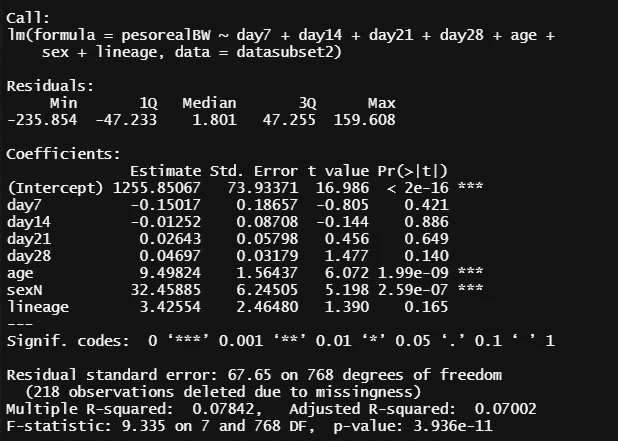 Call:
lm(formula = pesorealBW ~ day7 + day14 + day21 + day28 + age +
    sex + lineage, data = datasubset2)

Residuals:
     Min       1Q   Median       3Q      Max
-235.854  -47.233    1.801   47.255  159.608

Coefficients:
              Estimate Std. Error t value Pr(>|t|)
(Intercept) 1255.85067   73.93371  16.986  < 2e-16 ***
day7          -0.15017    0.18657  -0.805    0.421
day14         -0.01252    0.08708  -0.144    0.886
day21          0.02643    0.05798   0.456    0.649
day28          0.04697    0.03179   1.477    0.140
age            9.49824    1.56437   6.072 1.99e-09 ***
sexN          32.45885    6.24505   5.198 2.59e-07 ***
lineage        3.42554    2.46480   1.390    0.165
---
Signif. codes:  0 ‘***’ 0.001 ‘**’ 0.01 ‘*’ 0.05 ‘.’ 0.1 ‘ ’ 1

Residual standard error: 67.65 on 768 degrees of freedom
  (218 observations deleted due to missingness)
Multiple R-squared:  0.07842,   Adjusted R-squared:  0.07002
F-statistic: 9.335 on 7 and 768 DF,  p-value: 3.936e-11